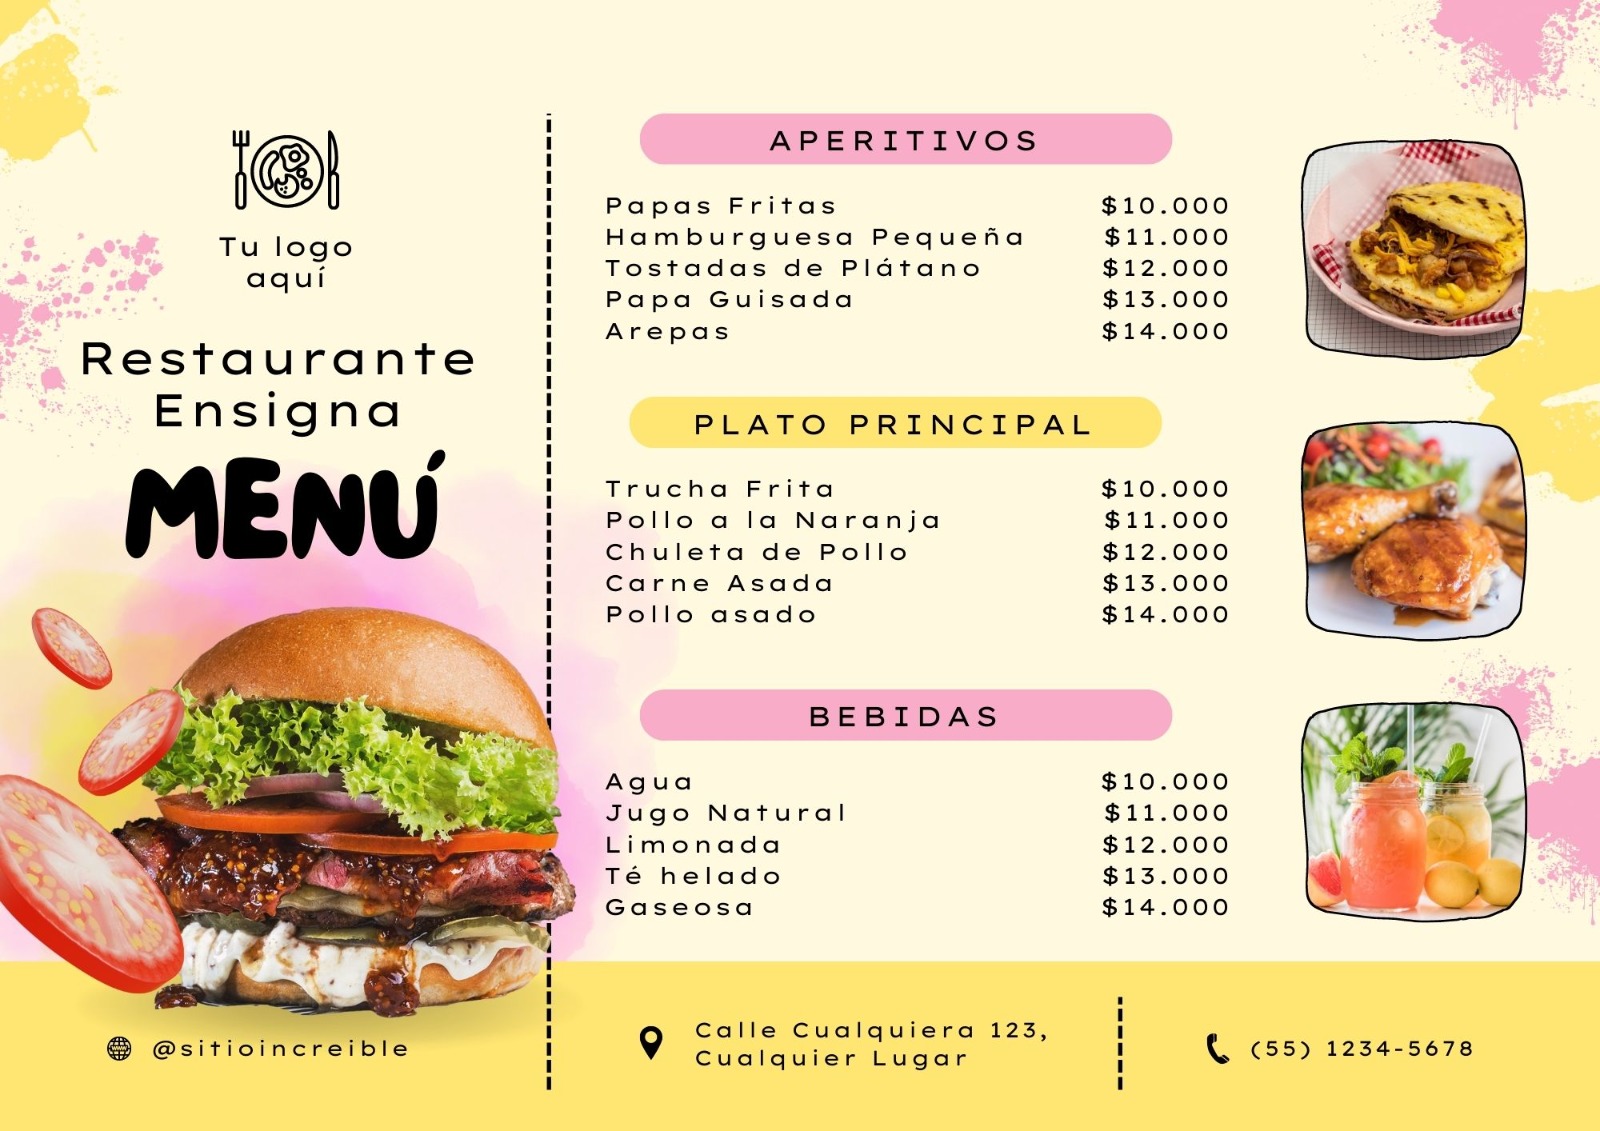 Tu logo
aquí
Restaurante
Ensigna
MENÚ
APERITIVOS
Papas Fritas $10.000
Hamburguesa Pequeña $11.000
Tostadas de Plátano $12.000
Papa Guisada $13.000
Arepas $14.000
PLATO PRINCIPAL
Trucha Frita $10.000
Pollo a la Naranja $11.000
Chuleta de Pollo $12.000
Carne Asada $13.000
Pollo asado $14.000
BEBIDAS
Agua $10.000
Jugo Natural $11.000
Limonada $12.000
Té helado $13.000
Gaseosa $14.000
@sitioincreible
Calle Cualquiera 123,
Cualquier Lugar
(55) 1234-5678